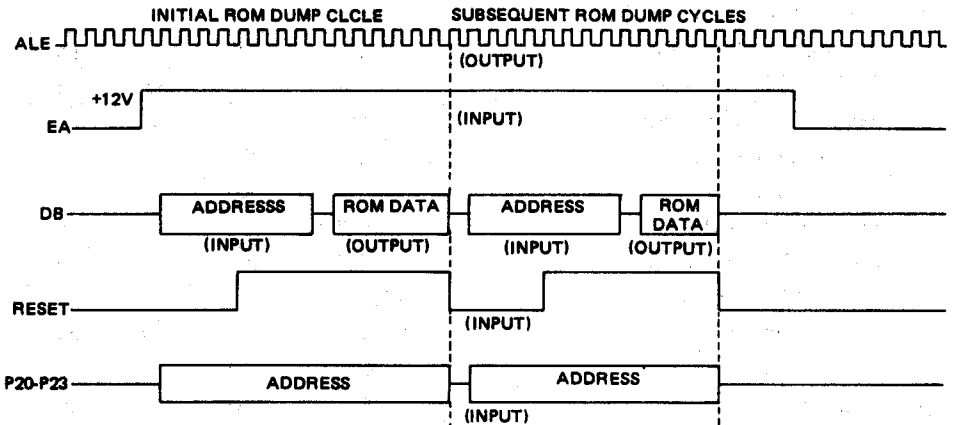 INITIAL ROM DUMP CLCLE
SUBSEQUENT ROM DUMP CYCLES
ALE
(OUTPUT)
+12V
EA
(INPUT)
DB
ADDRESSS
ROM DATA
ADDRESS
ROM
DATA
(INPUT)
(OUTPUT)
(INPUT)
(OUTPUT)
RESET
(INPUT)
P20-P23
ADDRESS
ADDRESS
(INPUT)